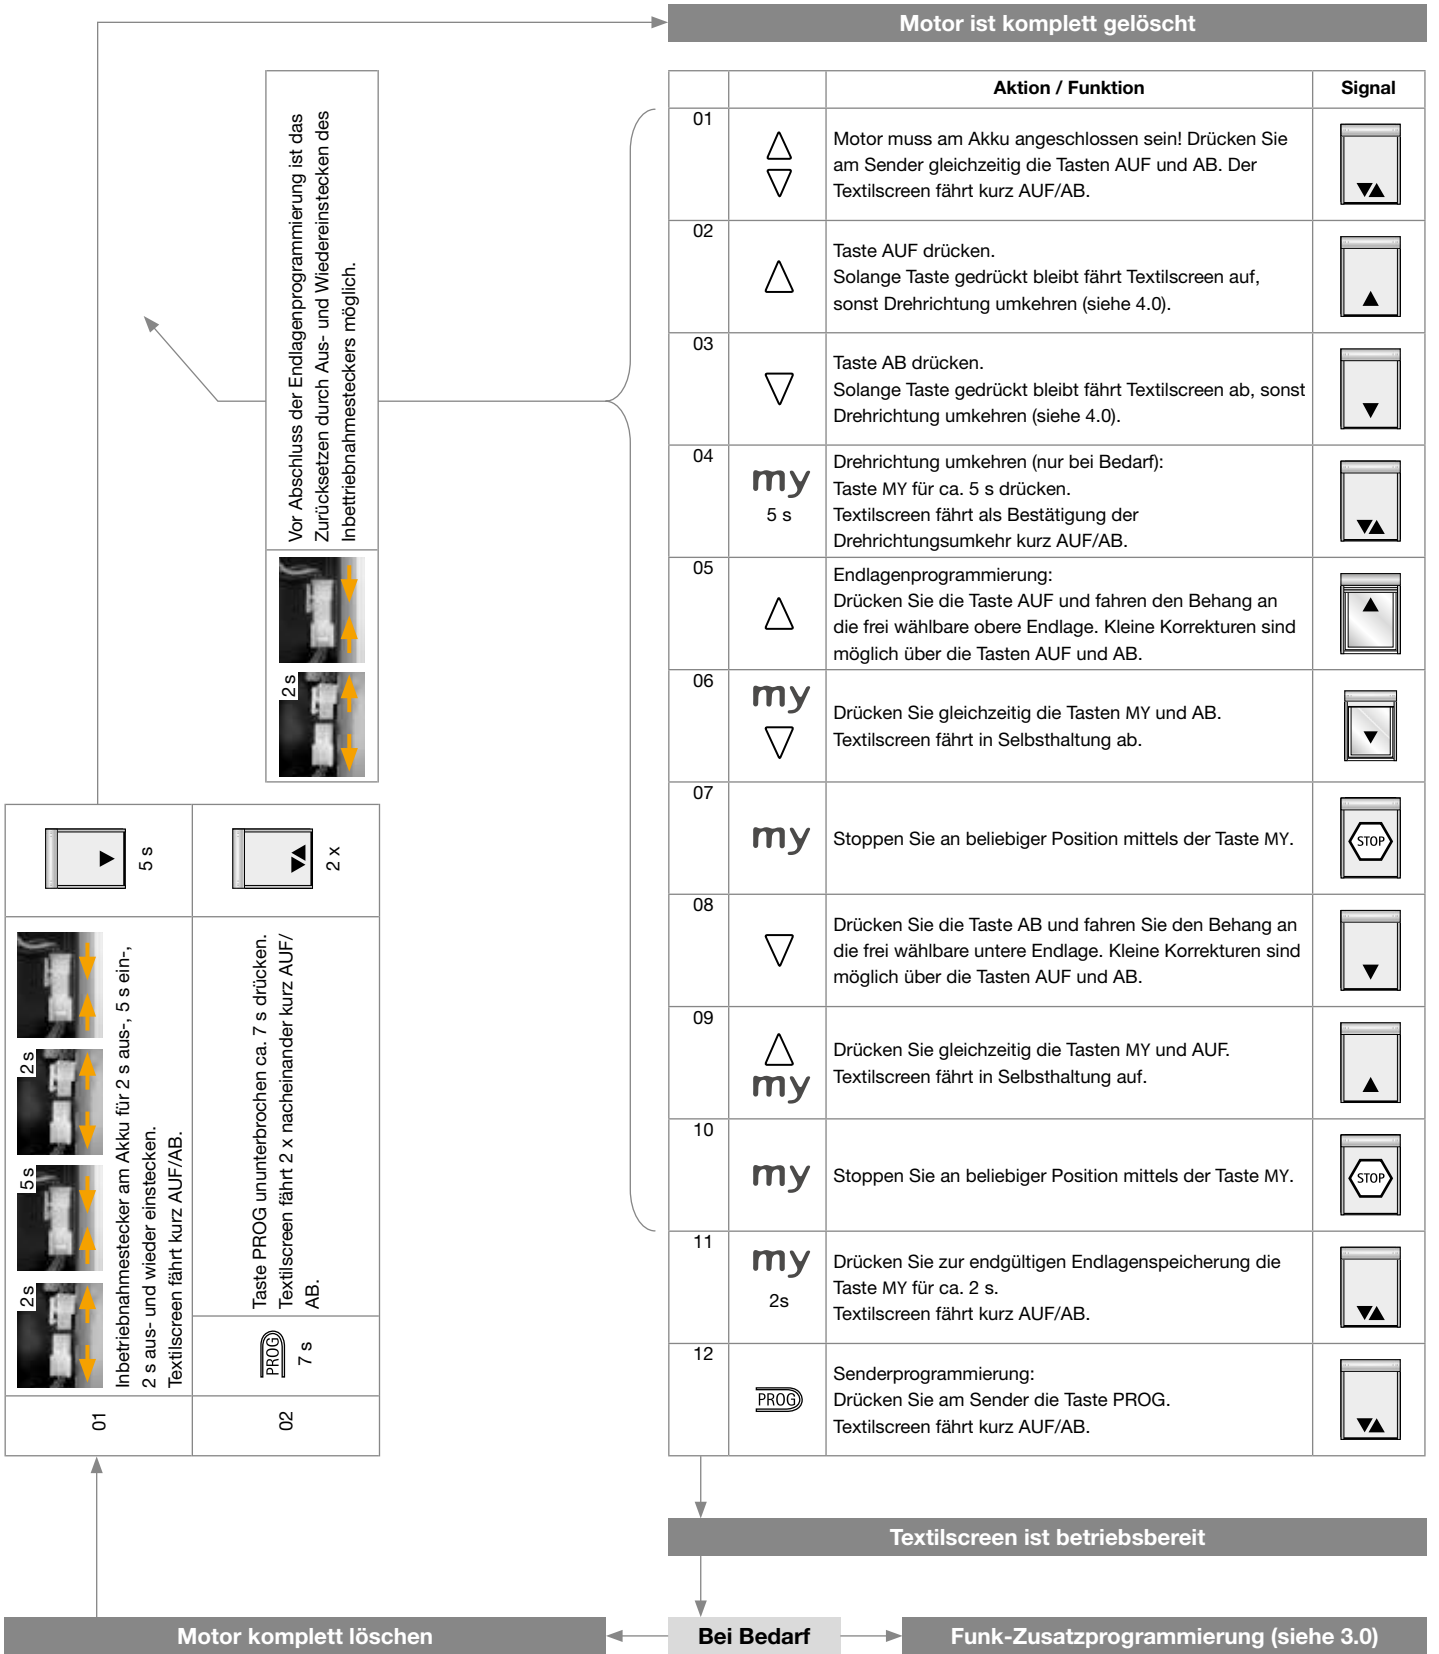 Motor ist komplett gelöscht
Aktion / Funktion
Signal
01
Motor muss am Akku angeschlossen sein! Drücken Sie
am Sender gleichzeitig die Tasten AUF und AB. Der
Textilscreen fährt kurz AUF/AB.
02
Taste AUF drücken.
Solange Taste gedrückt bleibt fährt Textilscreen auf,
sonst Drehrichtung umkehren (siehe 4.0).
03
Taste AB drücken.
Solange Taste gedrückt bleibt fährt Textilscreen ab, sonst
Drehrichtung umkehren (siehe 4.0).
04
my
5 s
Drehrichtung umkehren (nur bei Bedarf):
Taste MY für ca. 5 s drücken.
Textilscreen fährt als Bestätigung der
Drehrichtungsumkehr kurz AUF/AB.
05
Endlagenprogrammierung:
Drücken Sie die Taste AUF und fahren den Behang an
die frei wählbare obere Endlage. Kleine Korrekturen sind
möglich über die Tasten AUF und AB.
06
my
Drücken Sie gleichzeitig die Tasten MY und AB.
Textilscreen fährt in Selbsthaltung ab.
07
my
Stoppen Sie an beliebiger Position mittels der Taste MY.
STOP
08
Drücken Sie die Taste AB und fahren Sie den Behang an
die frei wählbare untere Endlage. Kleine Korrekturen sind
möglich über die Tasten AUF und AB.
09
my
Drücken Sie gleichzeitig die Tasten MY und AUF.
Textilscreen fährt in Selbsthaltung auf.
10
my
Stoppen Sie an beliebiger Position mittels der Taste MY.
STOP
11
my
2s
Drücken Sie zur endgültigen Endlagenspeicherung die
Taste MY für ca. 2 s.
Textilscreen fährt kurz AUF/AB.
12
PROG
Senderprogrammierung:
Drücken Sie am Sender die Taste PROG.
Textilscreen fährt kurz AUF/AB.
Textilscreen ist betriebsbereit
Bei Bedarf
Funk-Zusatzprogrammierung (siehe 3.0)
Motor komplett löschen
01
2s
5s
2s
Inbetriebnahmestecker am Akku für 2 s aus-, 5 s ein-,
2 s aus- und wieder einstecken.
Textilscreen fährt kurz AUF/AB.
5 s
02
PROG
7 s
Taste PROG ununterbrochen ca. 7 s drücken.
Textilscreen fährt 2 x nacheinander kurz AUF/
AB.
2 x
2s
Vor Abschluss der Endlagenprogrammierung ist das
Zurücksetzen durch Aus- und Wiedereinstecken des
Inbettriebnahmesteckers möglich.